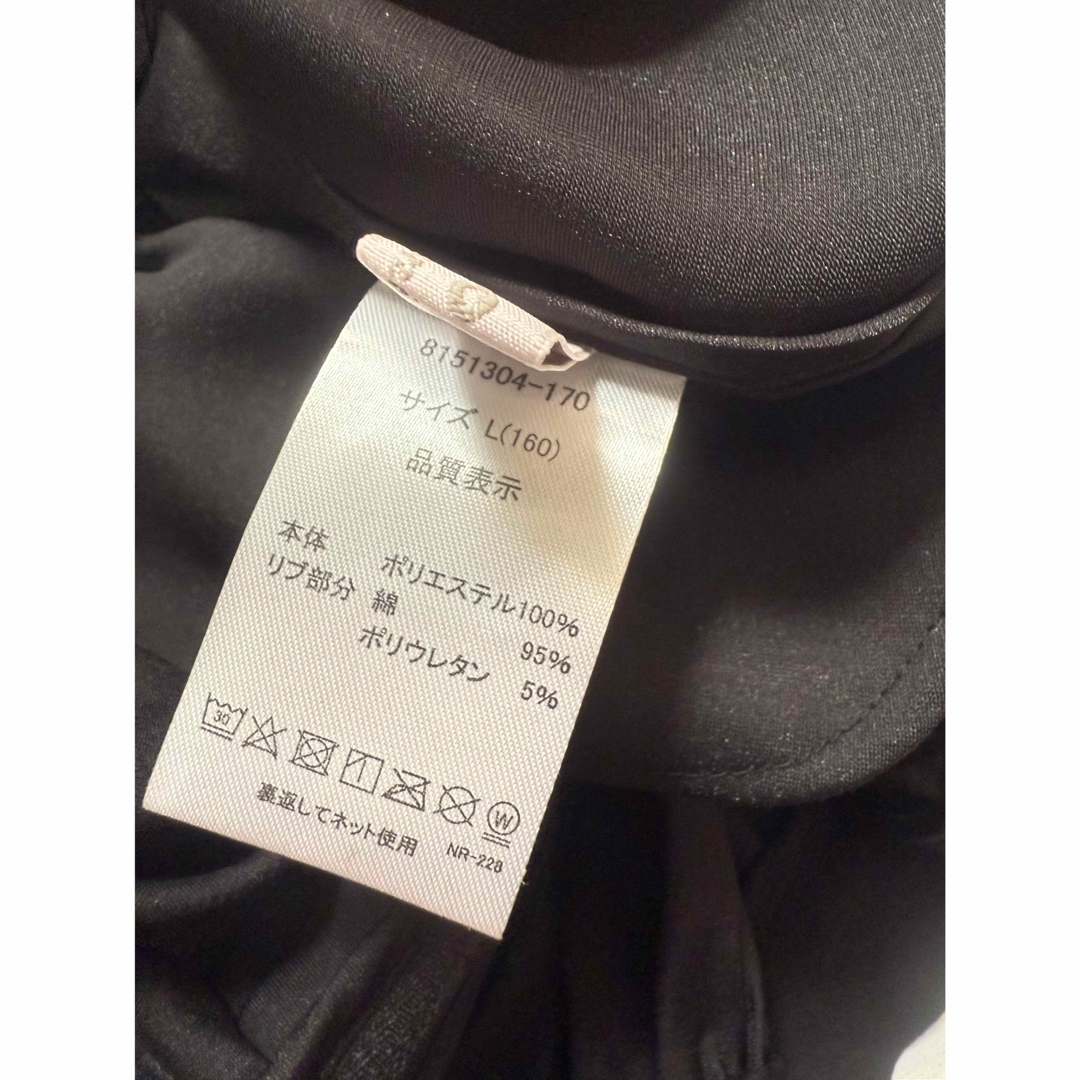 8151304-170
サイズ L(160)
品質表示
本体 ポリエステル100%
リブ部分 綿 95%
ポリウレタン 5%
30
W
裏返してネット使用 NR-228